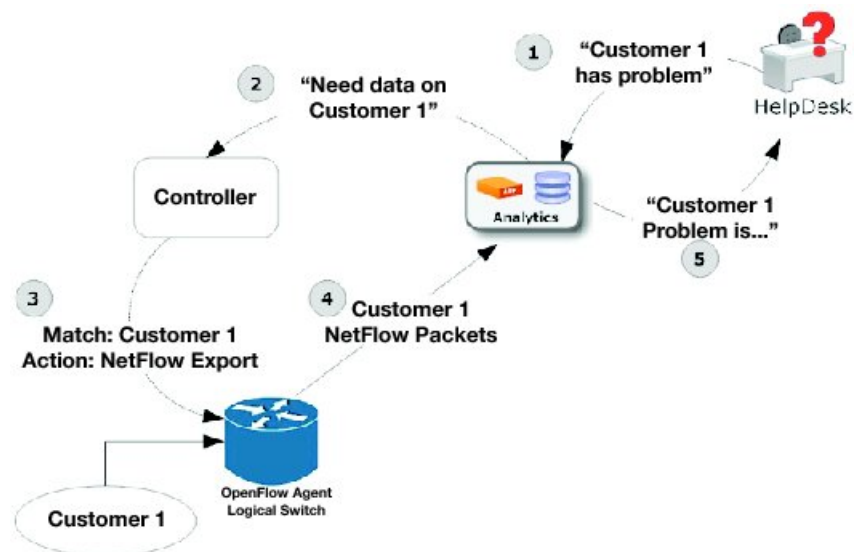 1
“Customer 1
has problem”
HelpDesk
2
“Need data on
Customer 1”
Controller
Analytics
“Customer 1
Problem is...”
5
3
Match: Customer 1
Action: NetFlow Export
4
Customer 1
NetFlow Packets
OpenFlow Agent
Logical Switch
Customer 1